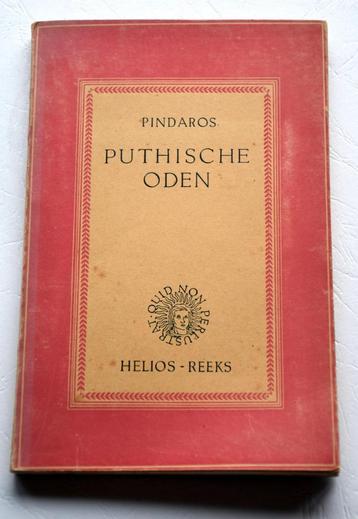 PINDAROS
PUTHISCHE
ODEN
QUID NON PERLUSTRAT
HELIOS - REEKS